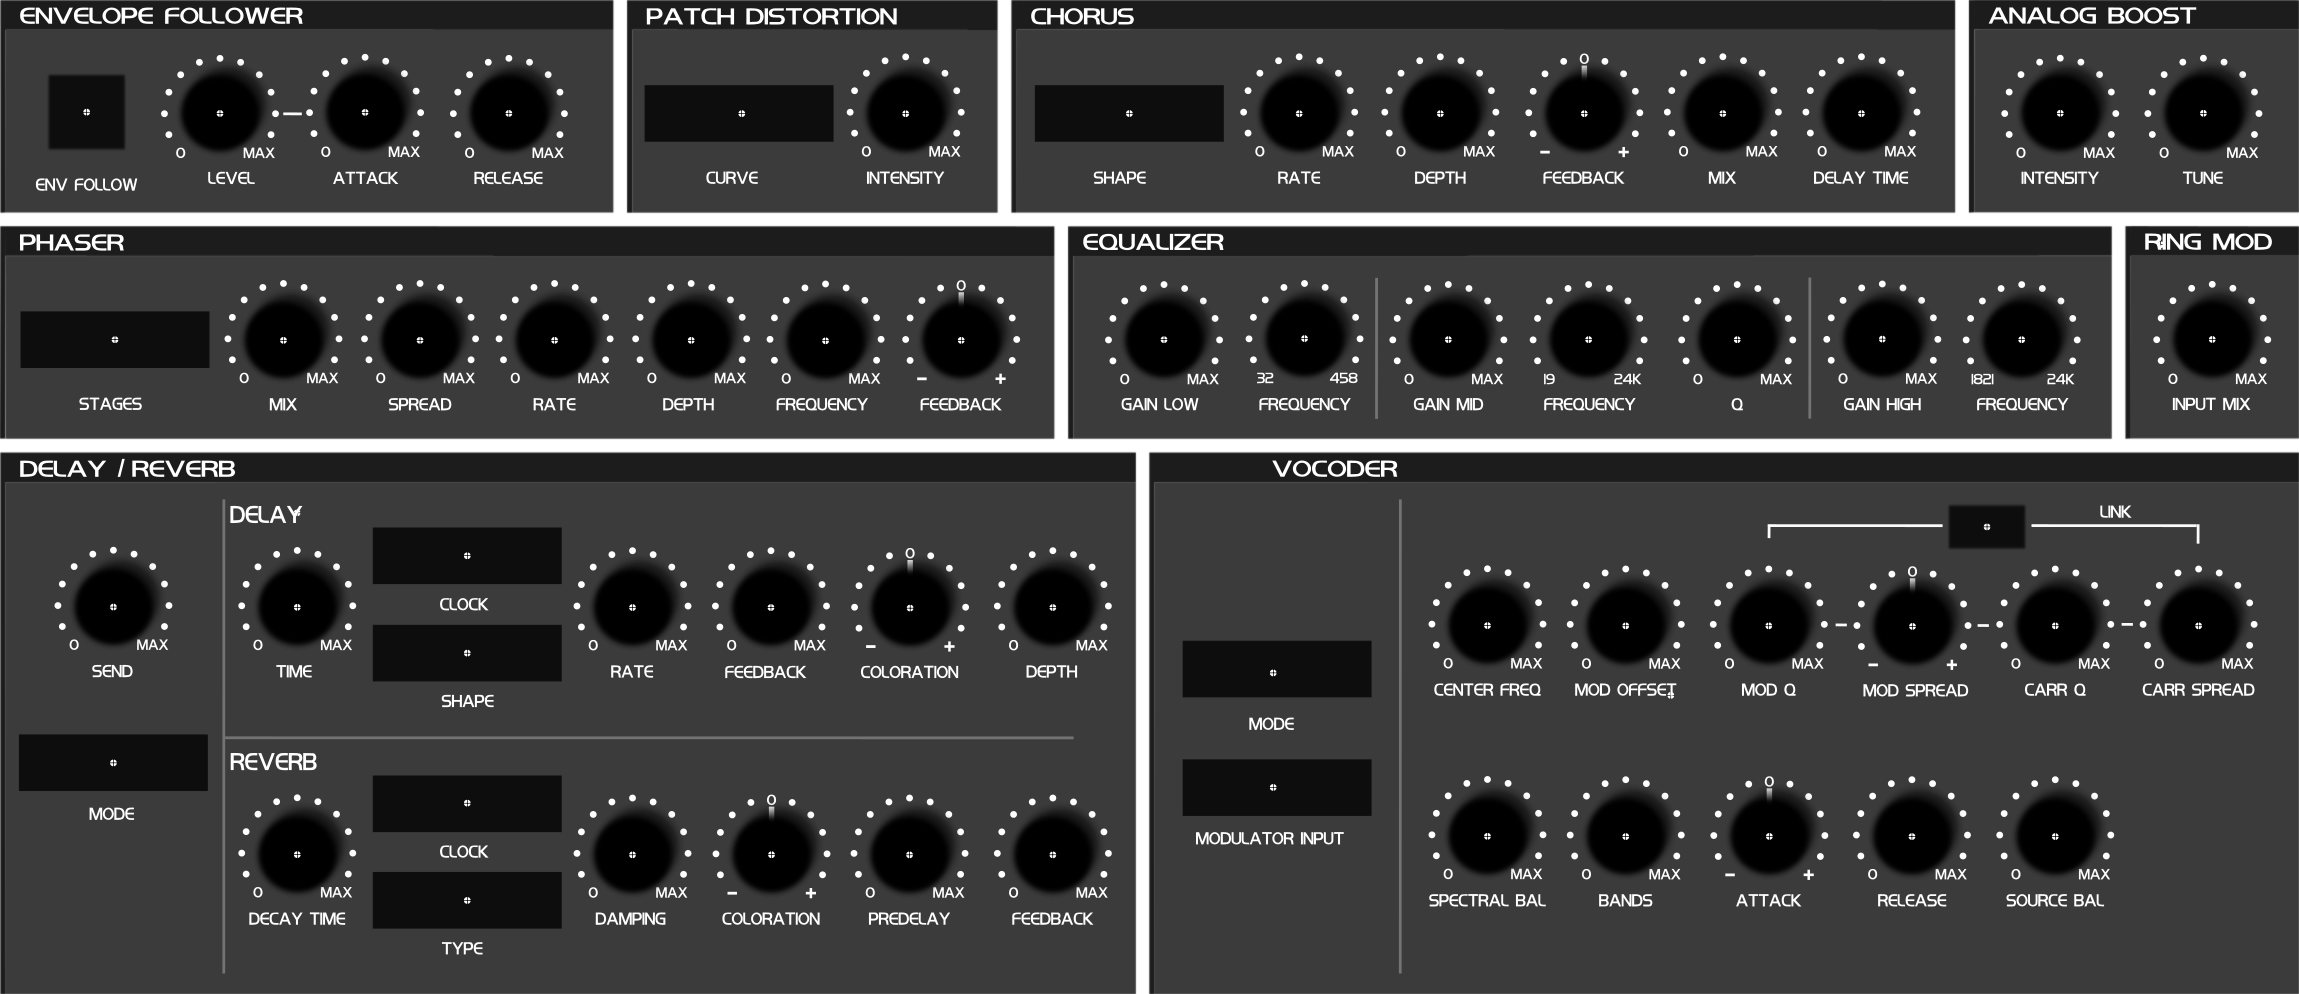 ENVELOPE FOLLOWER
0 MAX 0 MAX 0 MAX
ENV FOLLOW LEVEL ATTACK RELEASE
PATCH DISTORTION
0 MAX
CURVE INTENSITY
CHORUS
0
0 MAX 0 MAX - + 0 MAX 0 MAX
SHAPE RATE DEPTH FEEDBACK MIX DELAY TIME
ANALOG BOOST
0 MAX 0 MAX
INTENSITY TUNE
PHASER
0
0 MAX 0 MAX 0 MAX 0 MAX 0 MAX - +
STAGES MIX SPREAD RATE DEPTH FREQUENCY FEEDBACK
EQUALIZER
0 MAX 32 458 0 MAX 19 24K 0 MAX 0 MAX 1821 24K
GAIN LOW FREQUENCY GAIN MID FREQUENCY Q GAIN HIGH FREQUENCY
RING MOD
0 MAX
INPUT MIX
DELAY / REVERB
0 MAX
SEND
MODE
DELAY
0
CLOCK
0 MAX 0 MAX 0 MAX - + 0 MAX
TIME RATE FEEDBACK COLORATION DEPTH
SHAPE
REVERB
0
CLOCK
0 MAX 0 MAX - + 0 MAX 0 MAX
DECAY TIME DAMPING COLORATION PREDELAY FEEDBACK
TYPE
VOCODER
MODE
MODULATOR INPUT
LINK
0
0 MAX 0 MAX 0 MAX - + 0 MAX 0 MAX
CENTER FREQ MOD OFFSET MOD Q MOD SPREAD CARR Q CARR SPREAD
0
0 MAX 0 MAX - + 0 MAX 0 MAX
SPECTRAL BAL BANDS ATTACK RELEASE SOURCE BAL